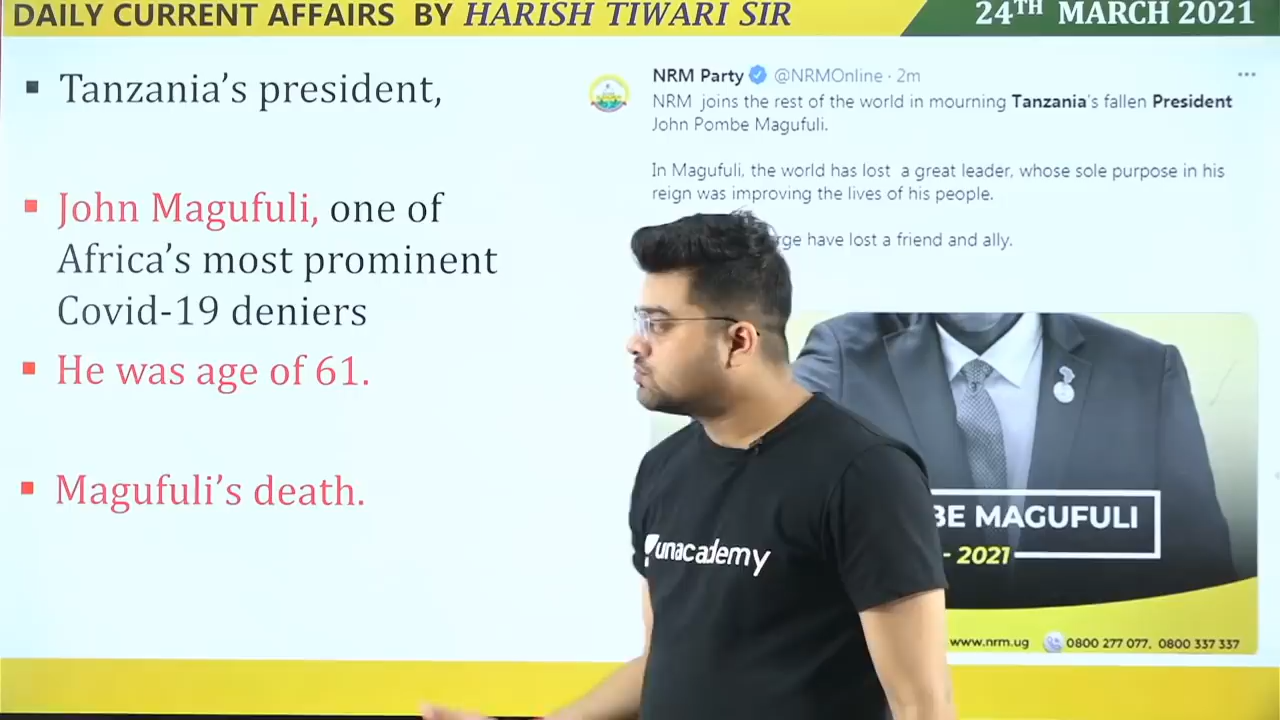 DAILY CURRENT AFFAIRS BY HARISH TIWARI SIR
24TH MARCH 2021
▪ Tanzania's president,
▪ John Magufuli, one of
Africa's most prominent
Covid-19 deniers
▪ He was age of 61.
▪ Magufuli's death.
NRM Party @NRMOnline · 2m
NRM joins the rest of the world in mourning Tanzania's fallen President
John Pombe Magufuli.
In Magufuli, the world has lost a great leader, whose sole purpose in his
reign was improving the lives of his people.
have lost a friend and ally.
MAGUFULI
- 2021
www.nrm.ug 0800 277 077, 0800 337 337
unacademy